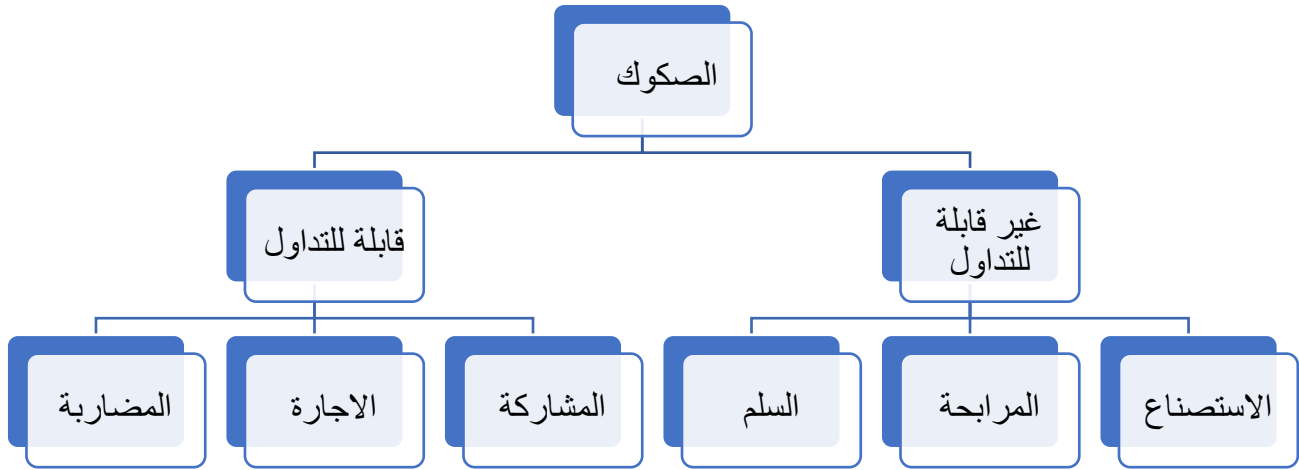 الصكوك
غير قابلة
للتداول
قابلة للتداول
الاستصناع
المرابحة
السلم
المشاركة
الاجارة
المضاربة